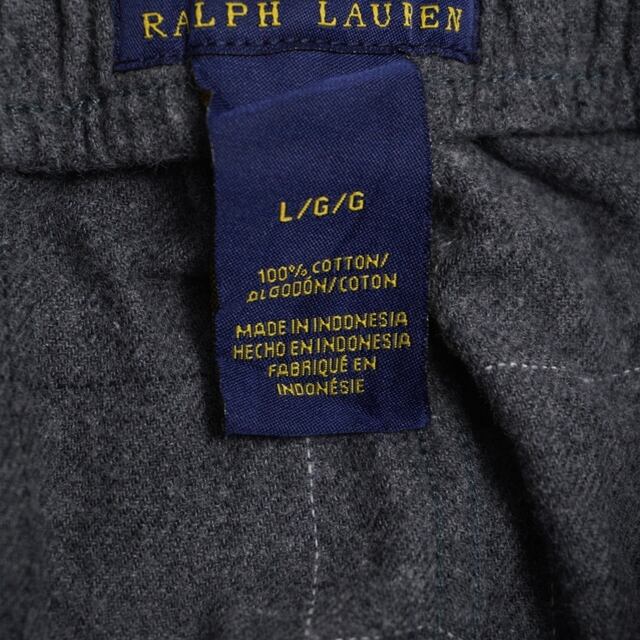 RALPH LAUREN
L/G/G
100% COTTON/
ALGODÓN/COTON
MADE IN INDONESIA
HECHO EN INDONESIA
FABRIQUÉ EN
INDONÉSIE